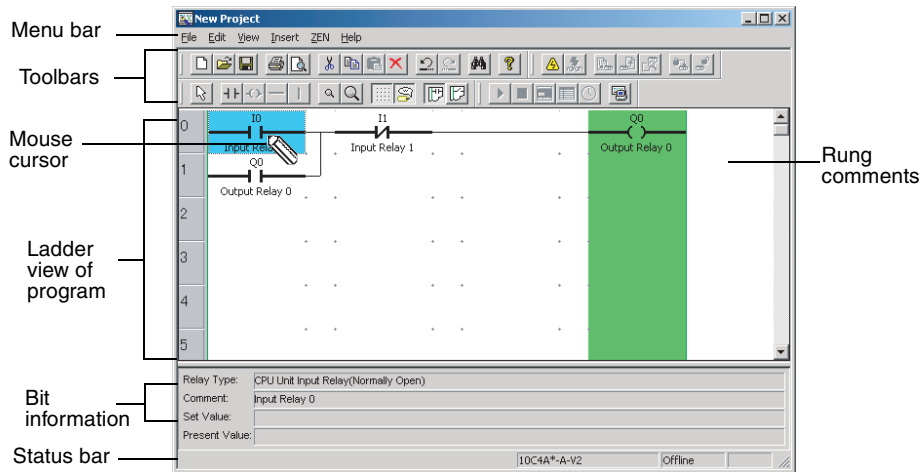 New Project
Menu bar
File Edit View Insert ZEN Help
Toolbars
Mouse cursor
Ladder view of program
0 I0 I1 Q0
Input Rel Input Relay 1 Output Relay 0
1 Q0
Output Relay 0
2
3
4
5
Rung comments
Bit information
Relay Type: CPU Unit Input Relay(Normally Open)
Comment: Input Relay 0
Set Value:
Present Value:
Status bar
10C4A*-A-V2 Offline